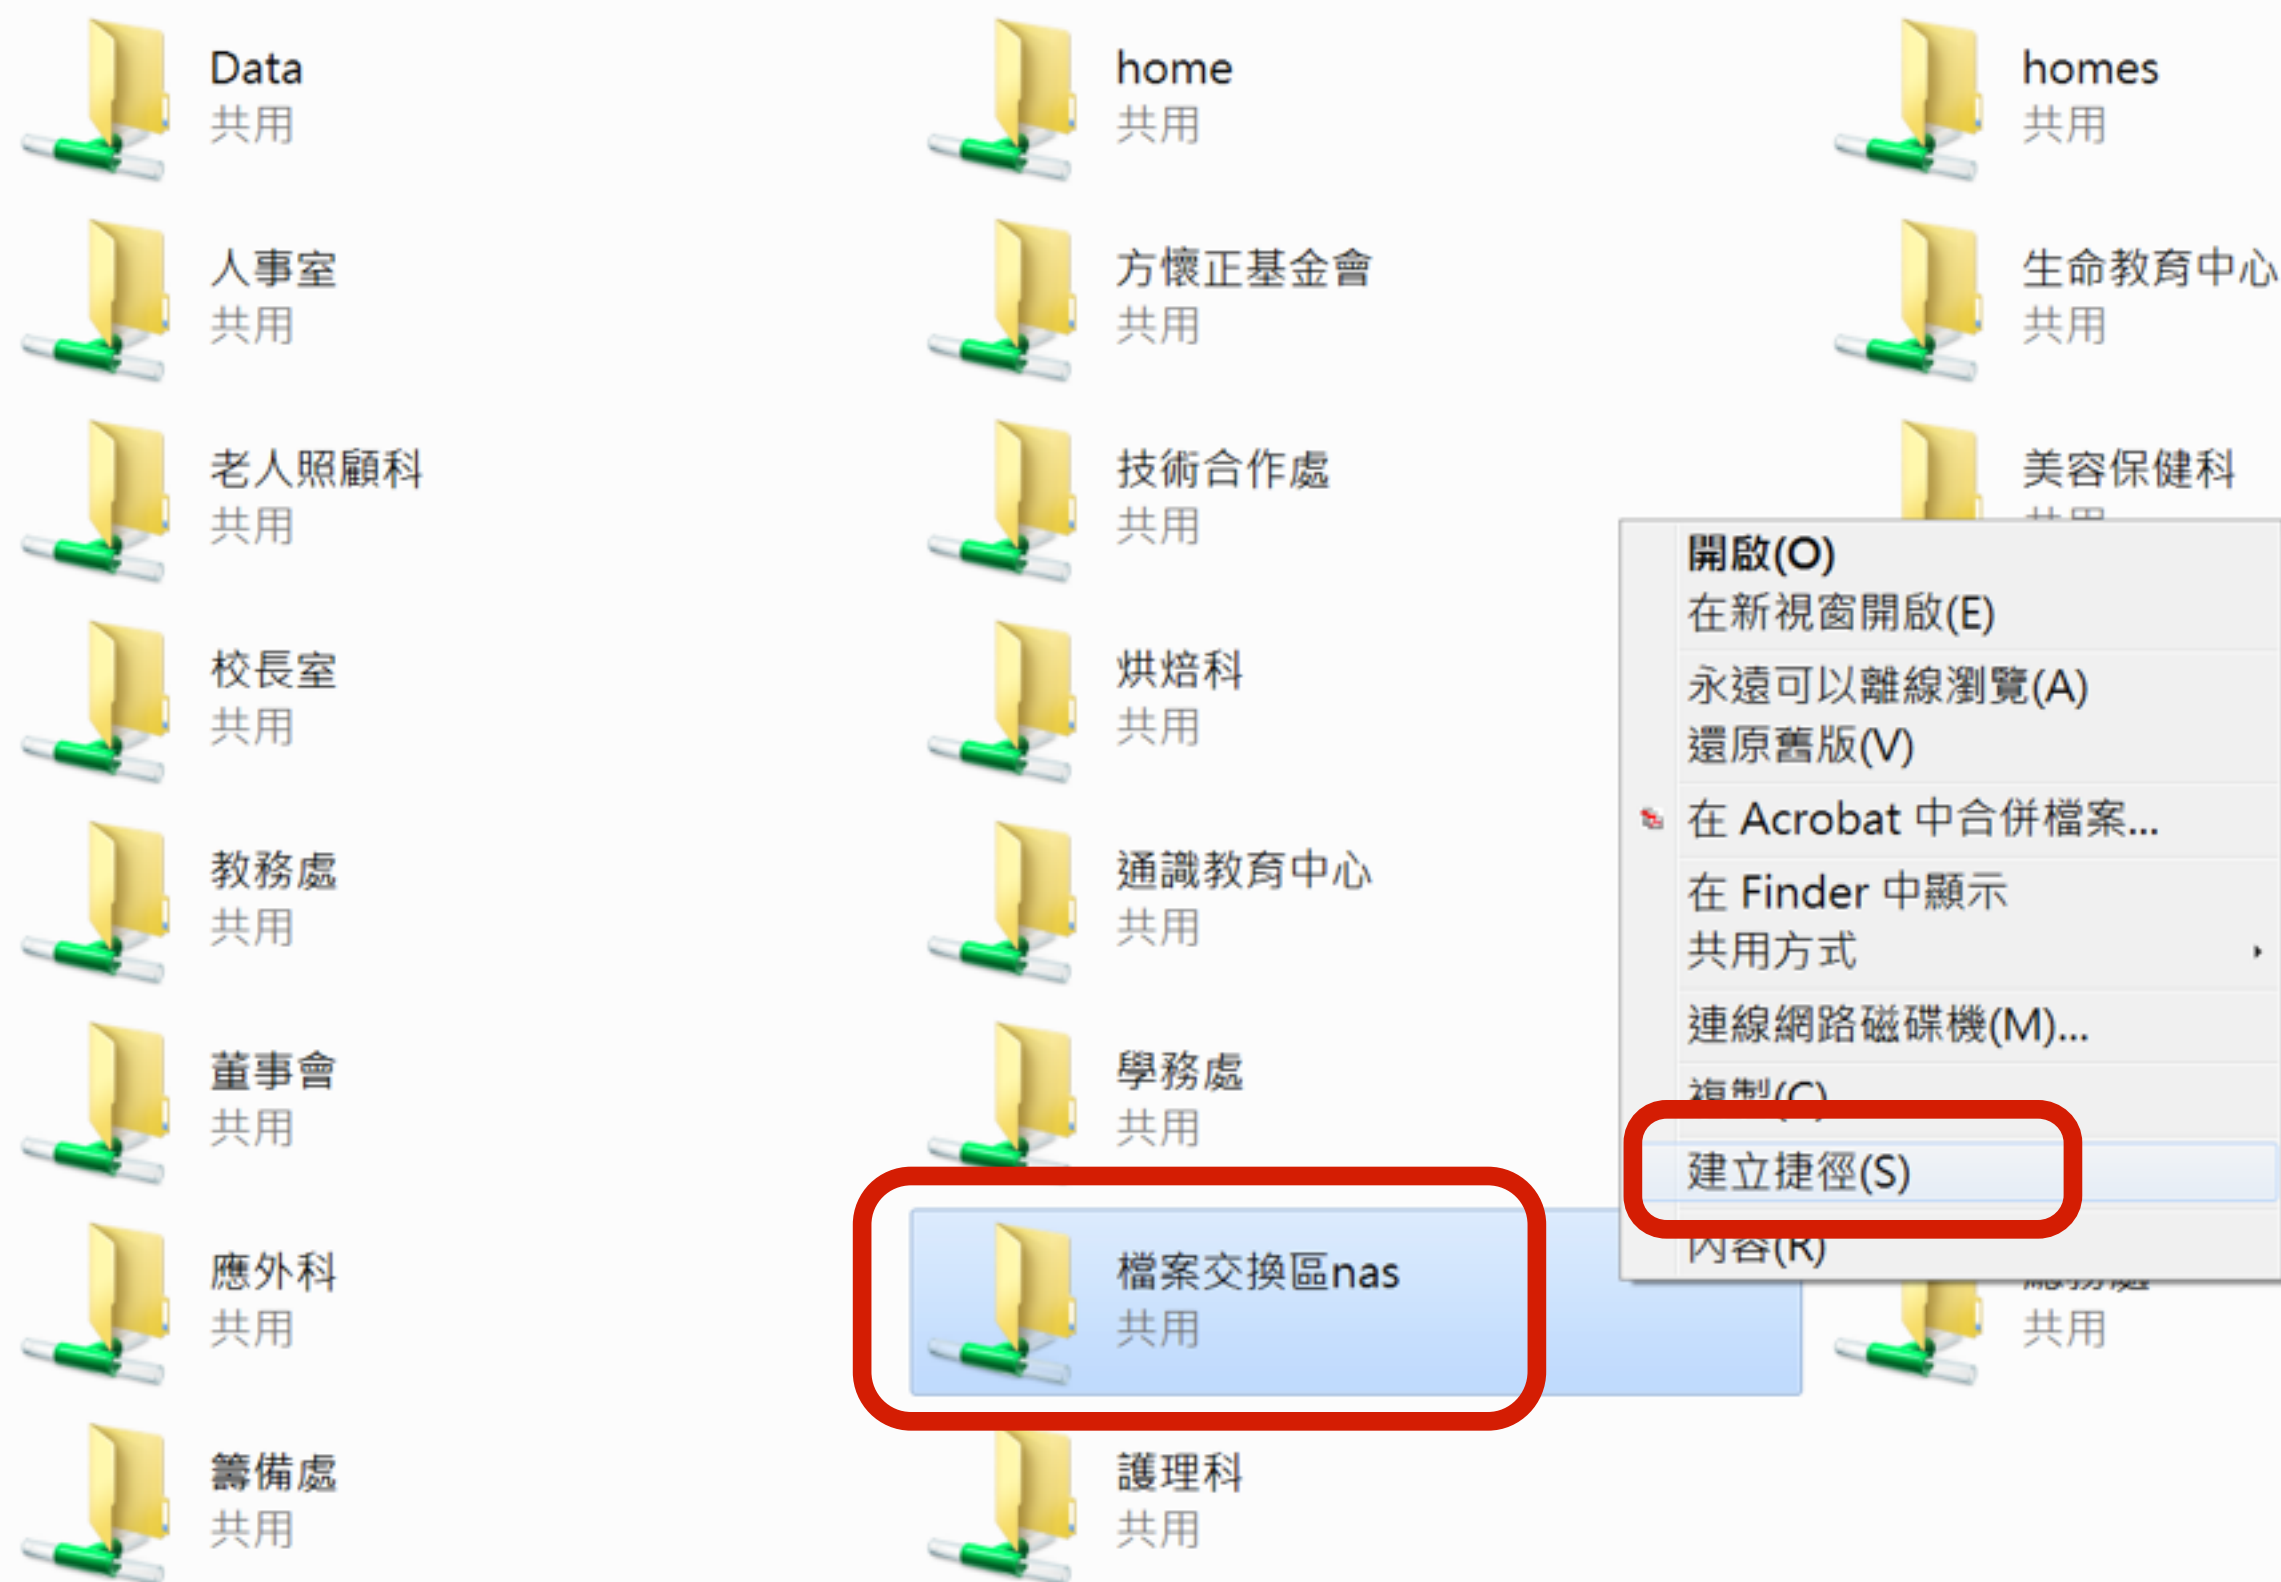 Data
共用
home
共用
homes
共用
人事室
共用
方懷正基金會
共用
生命教育中心
共用
老人照顧科
共用
技術合作處
共用
美容保健科
校長室
共用
烘焙科
共用
教務處
共用
通識教育中心
共用
董事會
共用
學務處
共用
應外科
共用
檔案交換區nas
共用
共用
籌備處
共用
護理科
共用
開啟(O)
在新視窗開啟(E)
永遠可以離線瀏覽(A)
還原舊版(V)
在 Acrobat 中合併檔案...
在 Finder 中顯示
共用方式
連線網路磁碟機(M)...
複製(C)
建立捷徑(S)
內容(R)